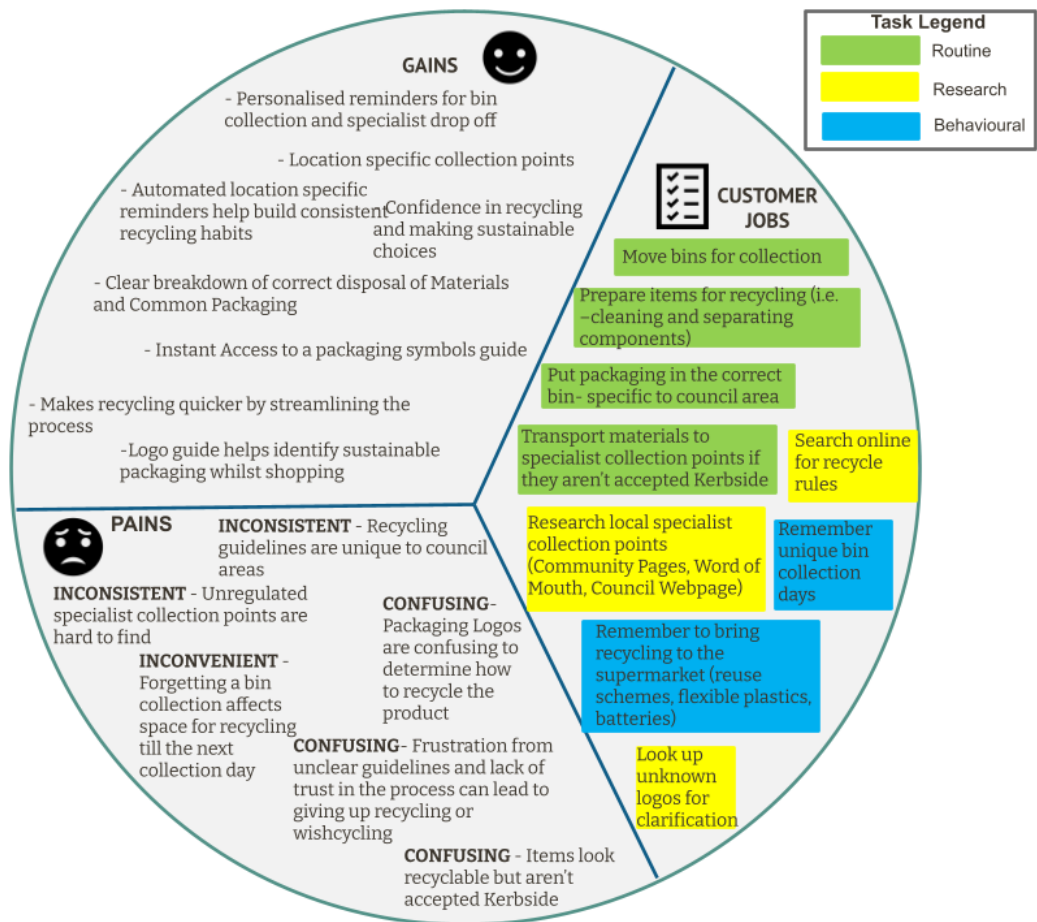 Task Legend
Routine
Research
Behavioural
GAINS
- Personalised reminders for bin
collection and specialist drop off
- Location specific collection points
- Automated location specific
reminders help build consistent
recycling habits
- Confidence in recycling
and making sustainable
choices
- Clear breakdown of correct disposal of Materials
and Common Packaging
- Instant Access to a packaging symbols guide
- Makes recycling quicker by streamlining the
process
-Logo guide helps identify sustainable
packaging whilst shopping
CUSTOMER
JOBS
Move bins for collection
Prepare items for recycling (i.e.
–cleaning and separating
components)
Put packaging in the correct
bin- specific to council area
Transport materials to
specialist collection points if
they aren't accepted Kerbside
Search online
for recycle
rules
Research local specialist
collection points
(Community Pages, Word of
Mouth, Council Webpage)
Remember
unique bin
collection
days
Remember to bring
recycling to the
supermarket (reuse
schemes, flexible plastics,
batteries)
Look up
unknown
logos for
clarification
PAINS
INCONSISTENT - Recycling
guidelines are unique to council
areas
INCONSISTENT - Unregulated
specialist collection points are
hard to find
CONFUSING-
Packaging Logos
are confusing to
determine how
to recycle the
product
INCONVENIENT -
Forgetting a bin
collection affects
space for recycling
till the next
collection day
CONFUSING- Frustration from
unclear guidelines and lack of
trust in the process can lead to
giving up recycling or
wishcycling
CONFUSING - Items look
recyclable but aren't
accepted Kerbside